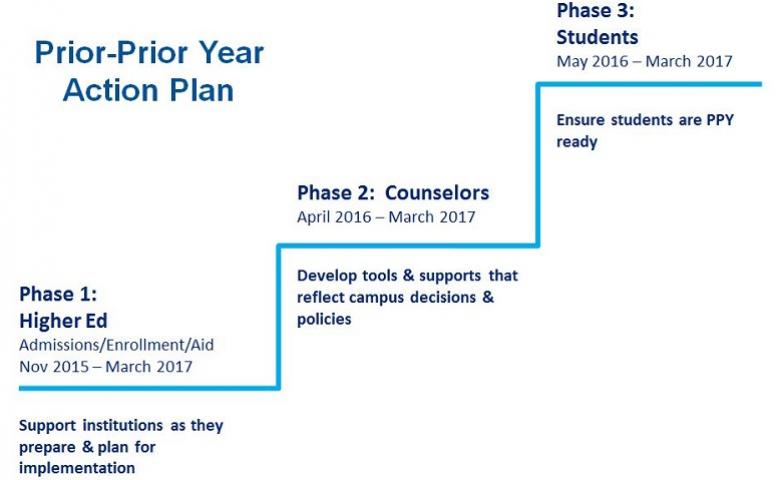 Prior-Prior Year
Action Plan
Phase 3:
Students
May 2016 – March 2017
Ensure students are PPY
ready
Phase 2: Counselors
April 2016 – March 2017
Develop tools & supports that
reflect campus decisions &
policies
Phase 1:
Higher Ed
Admissions/Enrollment/Aid
Nov 2015 – March 2017
Support institutions as they
prepare & plan for
implementation